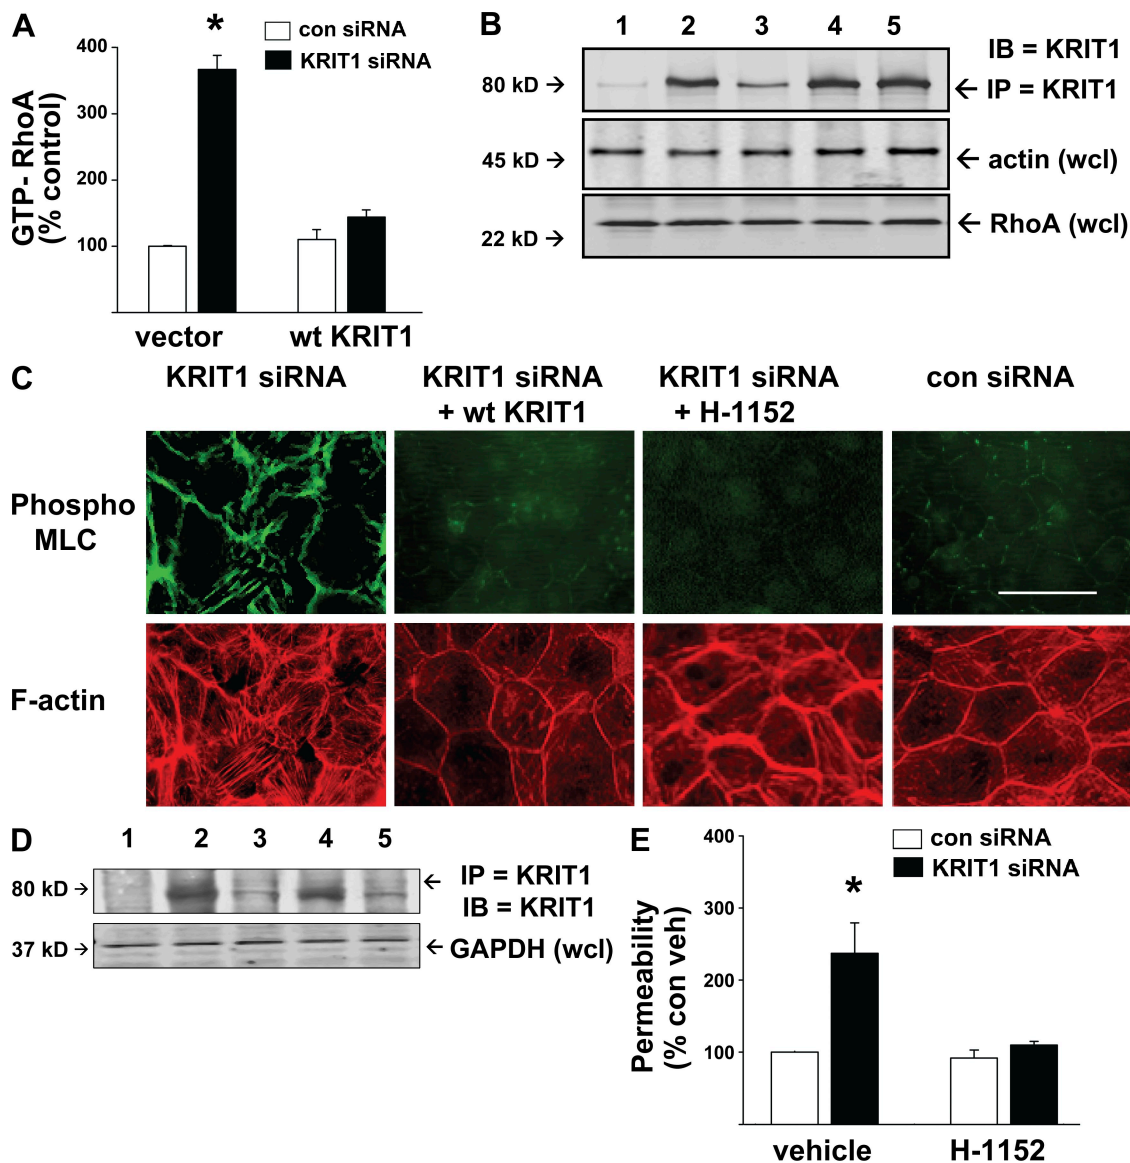 A
*
con siRNA
KRIT1 siRNA
400
300
200
100
GTP- RhoA
(% control)
vector
wt KRIT1
B
1 2 3 4 5
80 kD →
IB = KRIT1
← IP = KRIT1
45 kD →
← actin (wcl)
22 kD →
← RhoA (wcl)
C
KRIT1 siRNA
KRIT1 siRNA
+ wt KRIT1
KRIT1 siRNA
+ H-1152
con siRNA
Phospho
MLC
F-actin
D
1 2 3 4 5
80 kD →
← IP = KRIT1
IB = KRIT1
37 kD →
← GAPDH (wcl)
E
*
con siRNA
KRIT1 siRNA
400
300
200
100
Permeability
(% con veh)
vehicle
H-1152